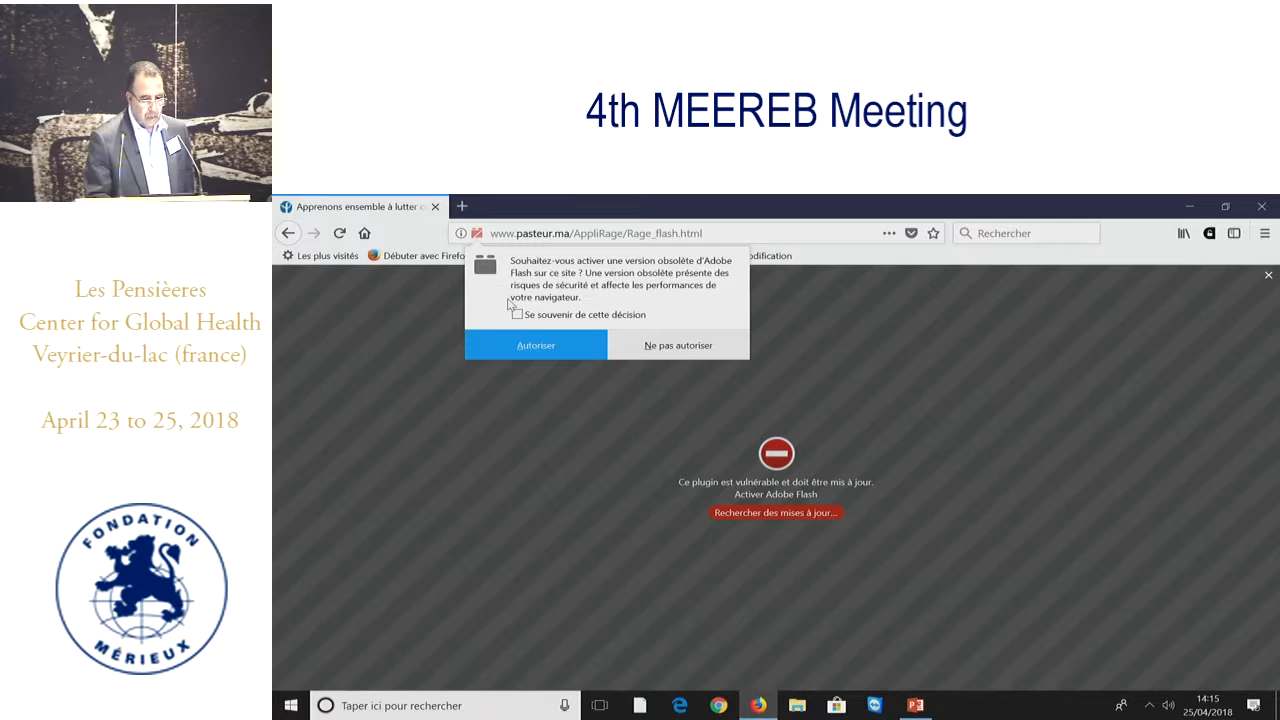 4th MEEREB Meeting
Les Pensièeres
Center for Global Health
Veyrier-du-lac (france)
April 23 to 25, 2018
FONDATION
MÉRIEUX
Apprenons ensemble à lutter c
www.pasteur.ma/AppliRage/Rage_flash.html
Rechercher
Les plus visités
Débuter avec Firefo
odification
Souhaitez-vous activer une version obsolète d'Adobe
Flash sur ce site ? Une version obsolète présente des
risques de sécurité et affecte les performances de
votre navigateur.
Se souvenir de cette décision
Autoriser
Ne pas autoriser
Ce plugin est vulnérable et doit être mis à jour.
Activer Adobe Flash
Rechercher des mises à jour...
Taper ici pour rechercher
14:15
25/04/2018